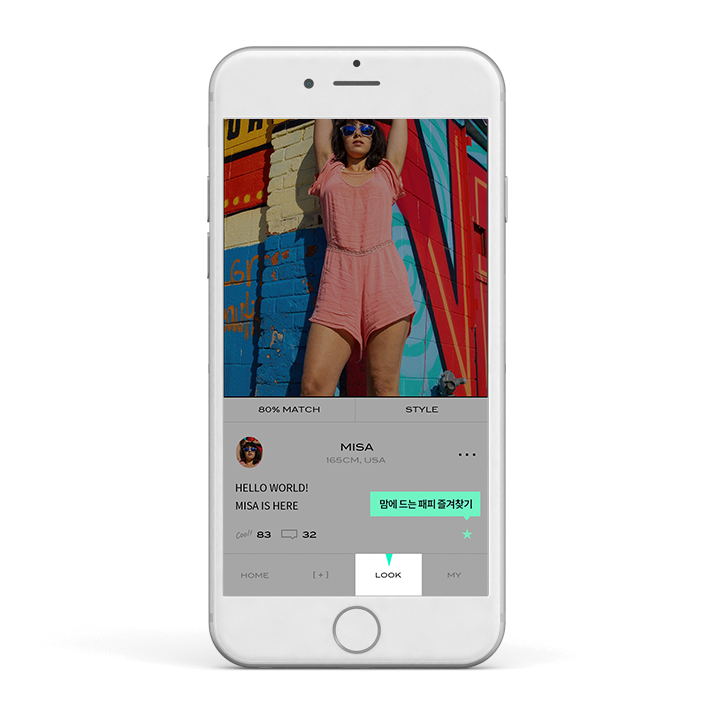 80% MATCH
STYLE
MISA
165CM, USA
HELLO WORLD!
MISA IS HERE
맘에 드는 패피 즐겨찾기
Cool!
83
32
HOME
[+]
LOOK
MY